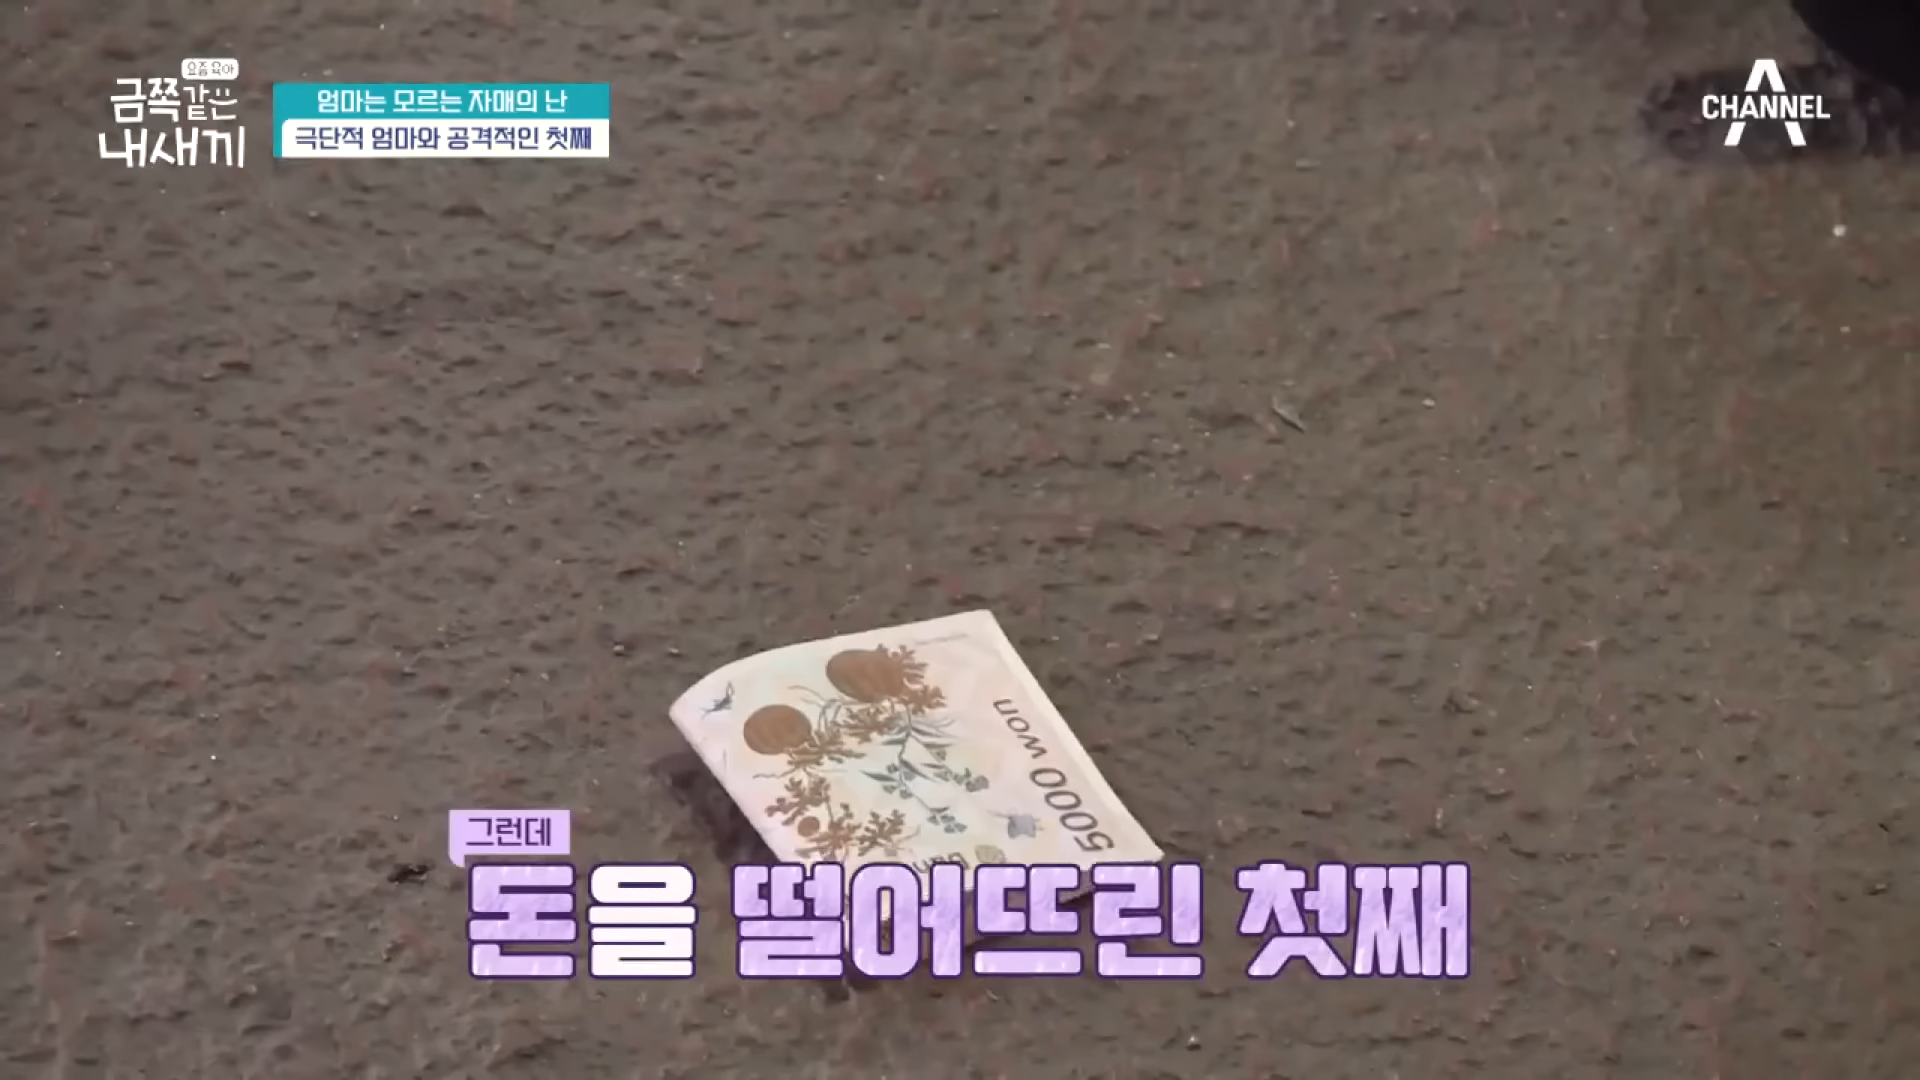 요즘 육아
금쪽같은
내새끼
엄마는 모르는 자매의 난
극단적 엄마와 공격적인 첫째
CHANNEL A
5000 won
그런데
돈을 떨어뜨린 첫째